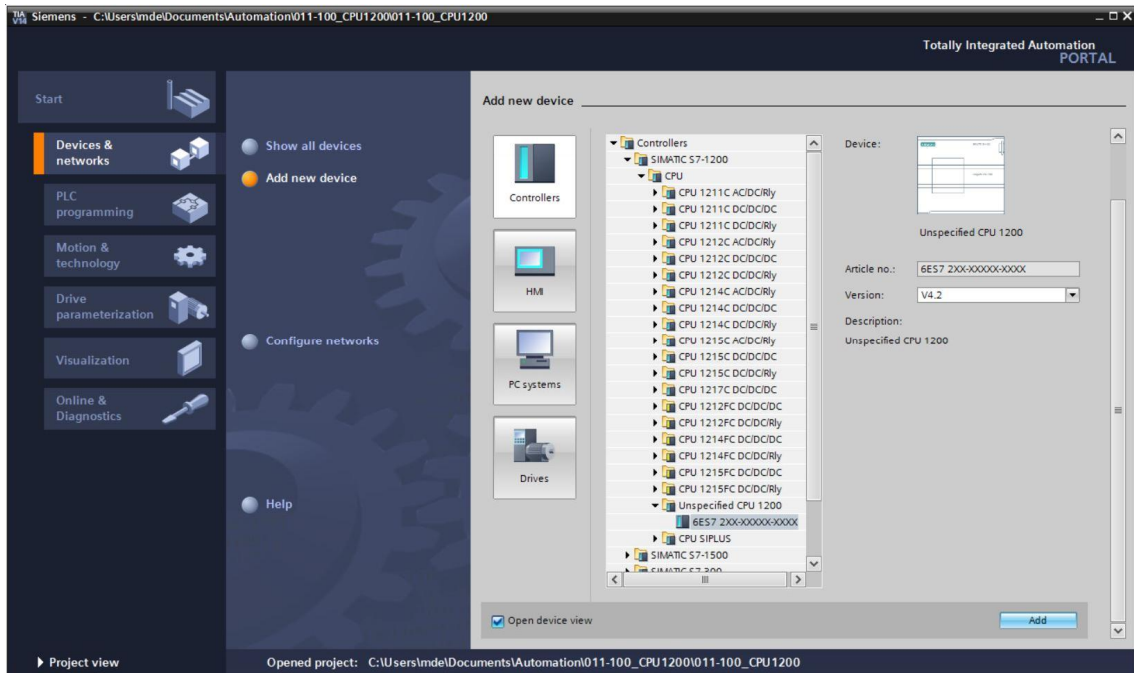 TIA V14 Siemens - C:\Users\mde\Documents\Automation\011-100_CPU1200\011-100_CPU1200
Totally Integrated Automation
PORTAL
Start
Devices &
networks
PLC
programming
Motion &
technology
Drive
parameterization
Visualization
Online &
Diagnostics
Show all devices
Add new device
Configure networks
Help
Add new device
Controllers
HMI
PC systems
Drives
Controllers
SIMATIC S7-1200
CPU
CPU 1211C AC/DC/Rly
CPU 1211C DC/DC/DC
CPU 1211C DC/DC/Rly
CPU 1212C AC/DC/Rly
CPU 1212C DC/DC/DC
CPU 1212C DC/DC/Rly
CPU 1214C AC/DC/Rly
CPU 1214C DC/DC/DC
CPU 1214C DC/DC/Rly
CPU 1215C AC/DC/Rly
CPU 1215C DC/DC/DC
CPU 1215C DC/DC/Rly
CPU 1217C DC/DC/DC
CPU 1212FC DC/DC/DC
CPU 1212FC DC/DC/Rly
CPU 1214FC DC/DC/DC
CPU 1214FC DC/DC/Rly
CPU 1215FC DC/DC/DC
CPU 1215FC DC/DC/Rly
Unspecified CPU 1200
6ES7 2XX-XXXXX-XXXX
CPU SIPLUS
SIMATIC S7-1500
SIMATIC S7-300
Device:
Unspecified CPU 1200
Article no.: 6ES7 2XX-XXXXX-XXXX
Version: V4.2
Description:
Unspecified CPU 1200
Open device view
Add
Project view
Opened project: C:\Users\mde\Documents\Automation\011-100_CPU1200\011-100_CPU1200